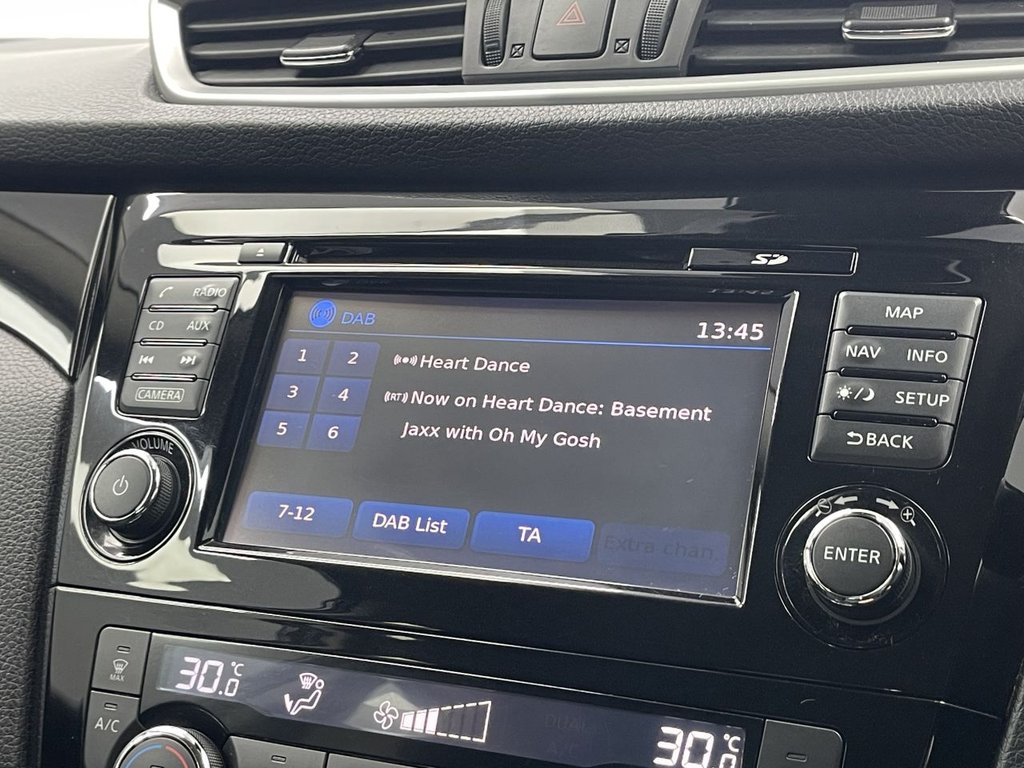 SD
RADIO
CD AUX
CAMERA
VOLUME
DAB
13:45
1 2
3 4
5 6
Heart Dance
(RT) Now on Heart Dance: Basement
Jaxx with Oh My Gosh
7-12
DAB List
TA
Extra chan.
MAP
NAV INFO
SETUP
BACK
ENTER
MAX
A/C
30.0 °C
DUAL
30.0 °C